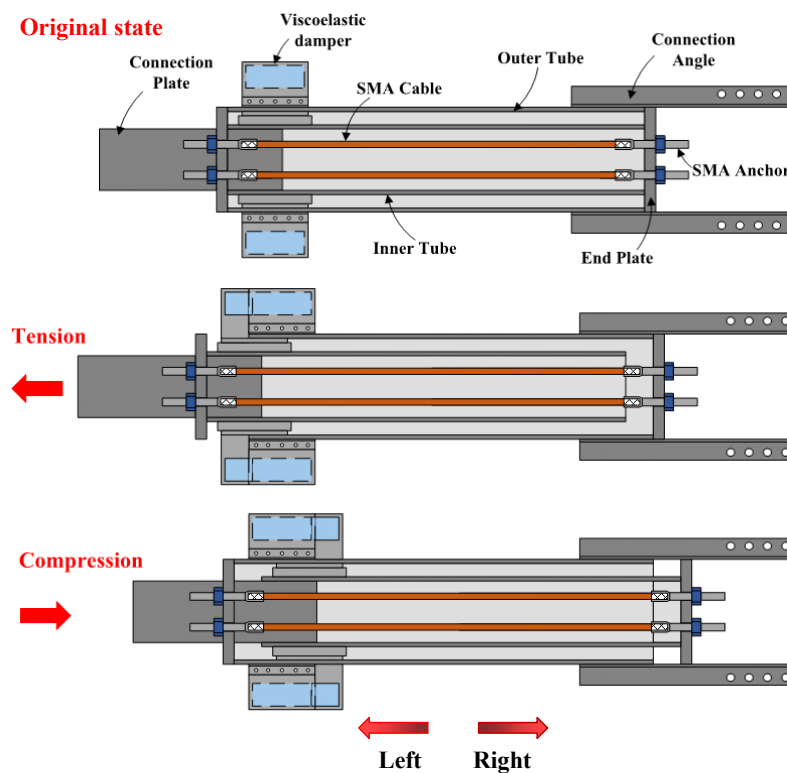 Original state
Viscoelastic
damper
Connection
Plate
SMA Cable
Outer Tube
Connection
Angle
SMA Anchor
Inner Tube
End Plate
Tension
Compression
Left
Right